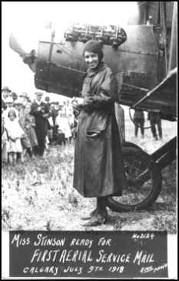 Miss Stinson ready for
First Aerial Service Mail
Calgary July 9th 1918